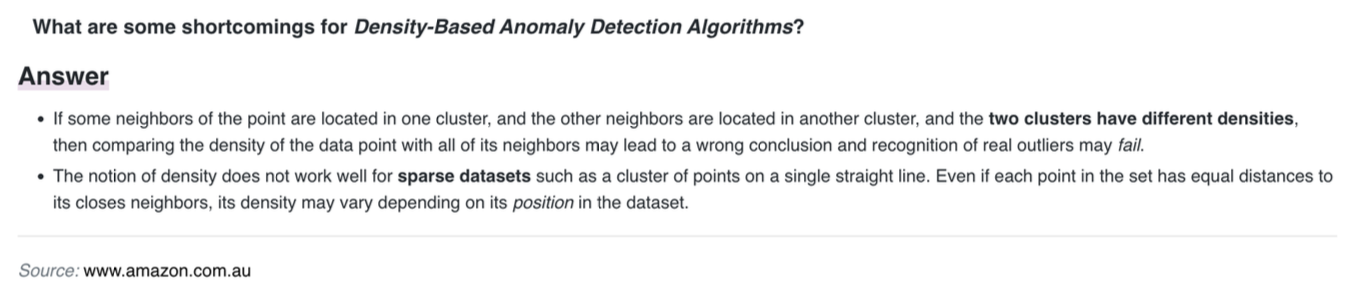 What are some shortcomings for Density-Based Anomaly Detection Algorithms?
Answer
• If some neighbors of the point are located in one cluster, and the other neighbors are located in another cluster, and the two clusters have different densities,
then comparing the density of the data point with all of its neighbors may lead to a wrong conclusion and recognition of real outliers may fail.
• The notion of density does not work well for sparse datasets such as a cluster of points on a single straight line. Even if each point in the set has equal distances to
its closes neighbors, its density may vary depending on its position in the dataset.
Source: www.amazon.com.au